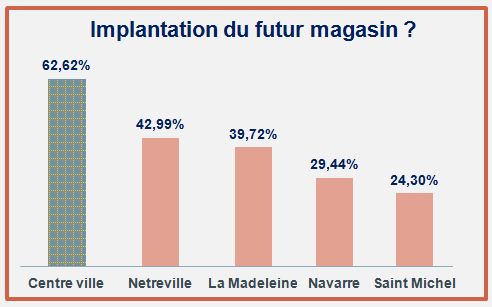 Implantation du futur magasin ?
62,62%
42,99%
39,72%
29,44%
24,30%
Centre ville Netreville La Madeleine Navarre Saint Michel